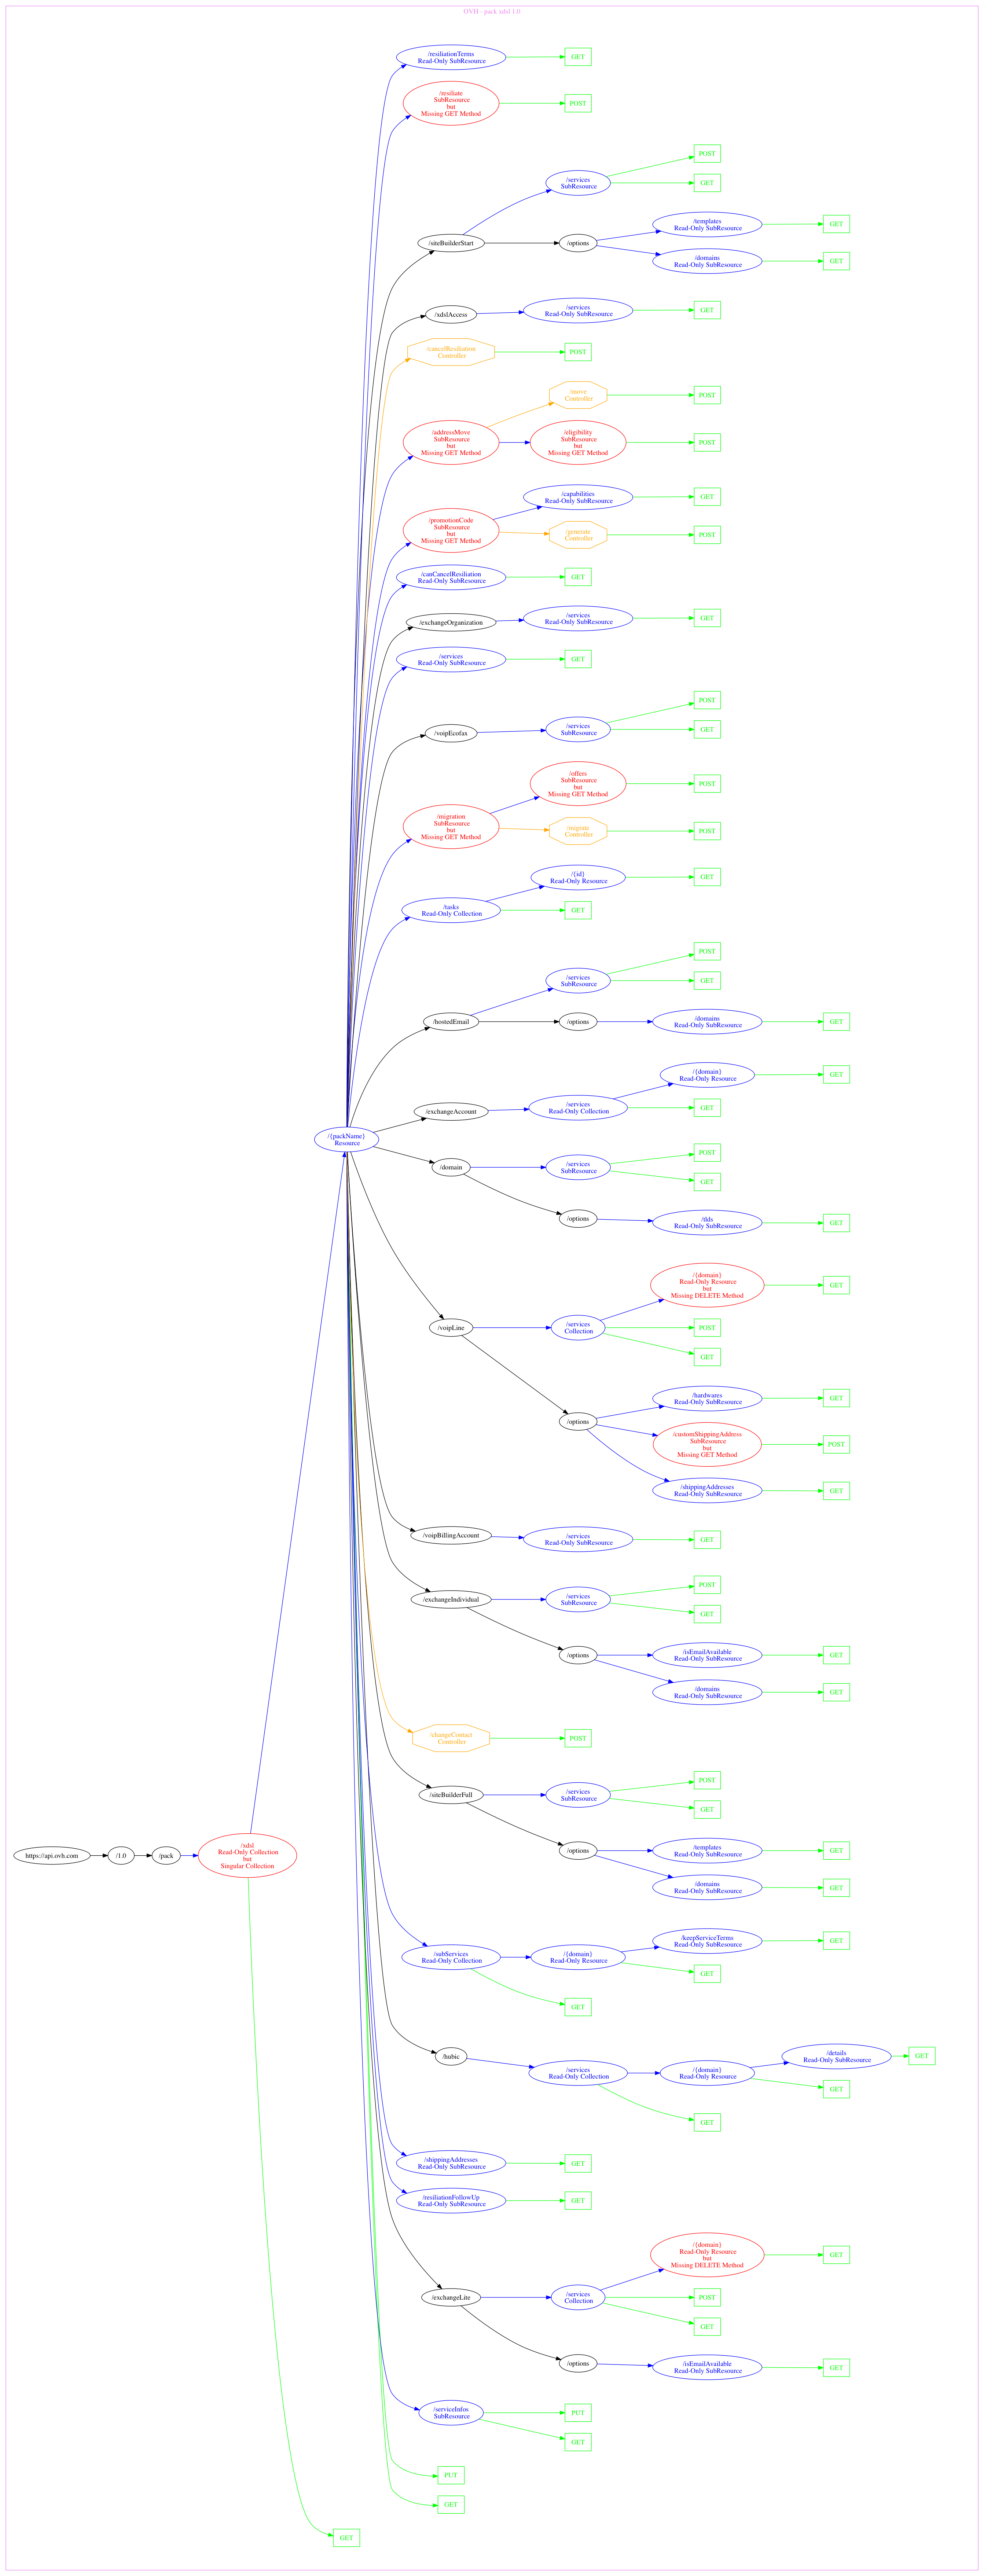 OVH - pack xdsl 1.0
/resiliationTerms
Read-Only SubResource
GET
/resiliate
SubResource
but
Missing GET Method
POST
/siteBuilderStart
/services
SubResource
POST
GET
/options
/templates
Read-Only SubResource
GET
/domains
Read-Only SubResource
GET
/xdslAccess
/services
Read-Only SubResource
GET
/cancelResiliation
Controller
POST
/addressMove
SubResource
but
Missing GET Method
/move
Controller
POST
/eligibility
SubResource
but
Missing GET Method
POST
/promotionCode
SubResource
but
Missing GET Method
/capabilities
Read-Only SubResource
GET
/generate
Controller
POST
/canCancelResiliation
Read-Only SubResource
GET
/exchangeOrganization
/services
Read-Only SubResource
GET
/services
Read-Only SubResource
GET
/voipEcofax
/services
SubResource
POST
GET
/migration
SubResource
but
Missing GET Method
/offers
SubResource
but
Missing GET Method
POST
/migrate
Controller
POST
/tasks
Read-Only Collection
/{id}
Read-Only Resource
GET
GET
/hostedEmail
/services
SubResource
POST
GET
/options
/domains
Read-Only SubResource
GET
/{packName}
Resource
/exchangeAccount
/services
Read-Only Collection
/{domain}
Read-Only Resource
GET
GET
/domain
/services
SubResource
POST
GET
/options
/tlds
Read-Only SubResource
GET
/voipLine
/services
Collection
/{domain}
Read-Only Resource
but
Missing DELETE Method
GET
POST
GET
/options
/hardwares
Read-Only SubResource
GET
/customShippingAddress
SubResource
but
Missing GET Method
POST
/shippingAddresses
Read-Only SubResource
GET
/voipBillingAccount
/services
Read-Only SubResource
GET
/exchangeIndividual
/services
SubResource
POST
GET
/options
/isEmailAvailable
Read-Only SubResource
GET
/domains
Read-Only SubResource
GET
/changeContact
Controller
POST
/siteBuilderFull
/services
SubResource
POST
GET
/options
/templates
Read-Only SubResource
GET
/domains
Read-Only SubResource
GET
https://api.ovh.com
/1.0
/pack
/xdsl
Read-Only Collection
but
Singular Collection
/subServices
Read-Only Collection
/{domain}
Read-Only Resource
/keepServiceTerms
Read-Only SubResource
GET
GET
GET
/hubic
/services
Read-Only Collection
/{domain}
Read-Only Resource
/details
Read-Only SubResource
GET
GET
GET
/shippingAddresses
Read-Only SubResource
GET
/resiliationFollowUp
Read-Only SubResource
GET
/exchangeLite
/services
Collection
/{domain}
Read-Only Resource
but
Missing DELETE Method
GET
POST
GET
/options
/isEmailAvailable
Read-Only SubResource
GET
/serviceInfos
SubResource
PUT
GET
PUT
GET
GET